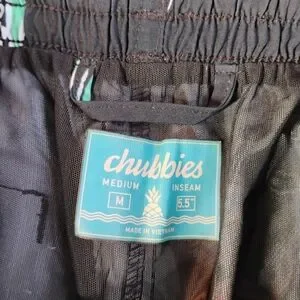 chubbies
MEDIUM INSEAM
M 5.5"
MADE IN VIETNAM